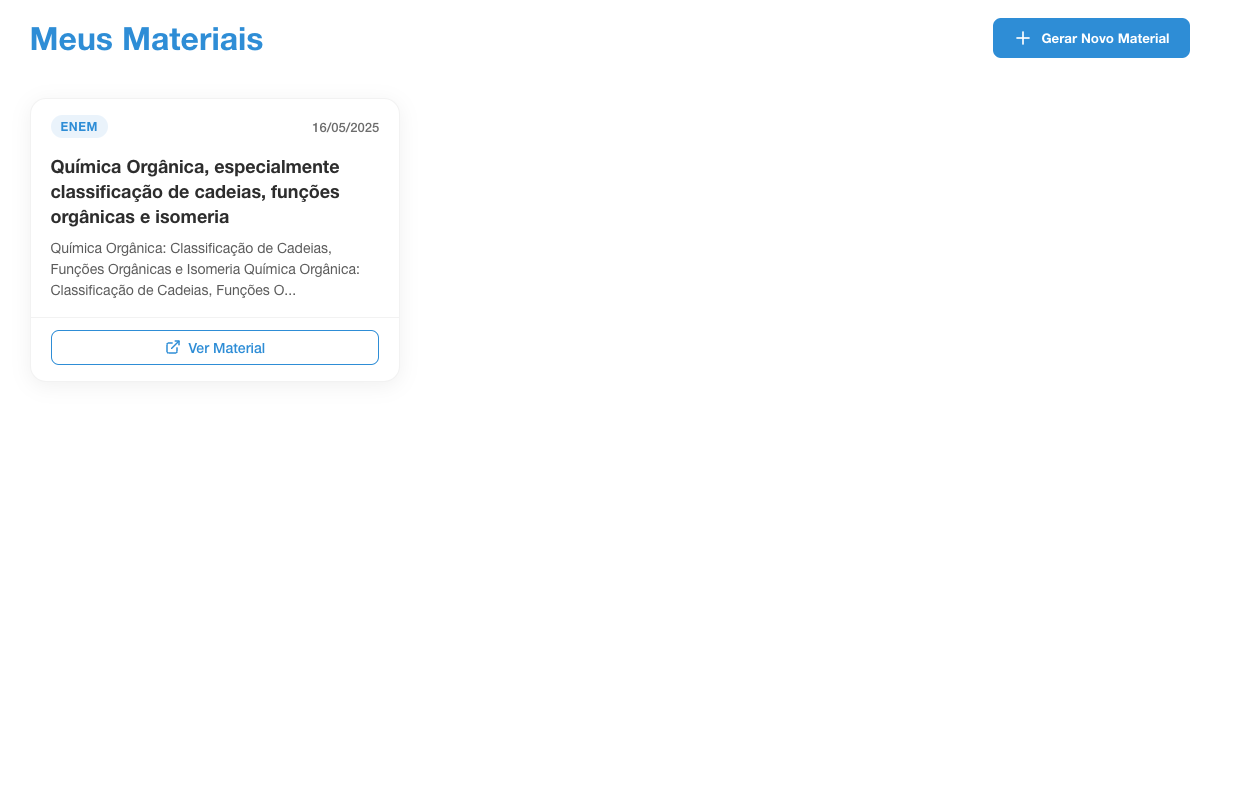 Meus Materiais
Gerar Novo Material
ENEM
16/05/2025
Química Orgânica, especialmente
classificação de cadeias, funções
orgânicas e isomeria
Química Orgânica: Classificação de Cadeias,
Funções Orgânicas e Isomeria Química Orgânica:
Classificação de Cadeias, Funções O...
Ver Material